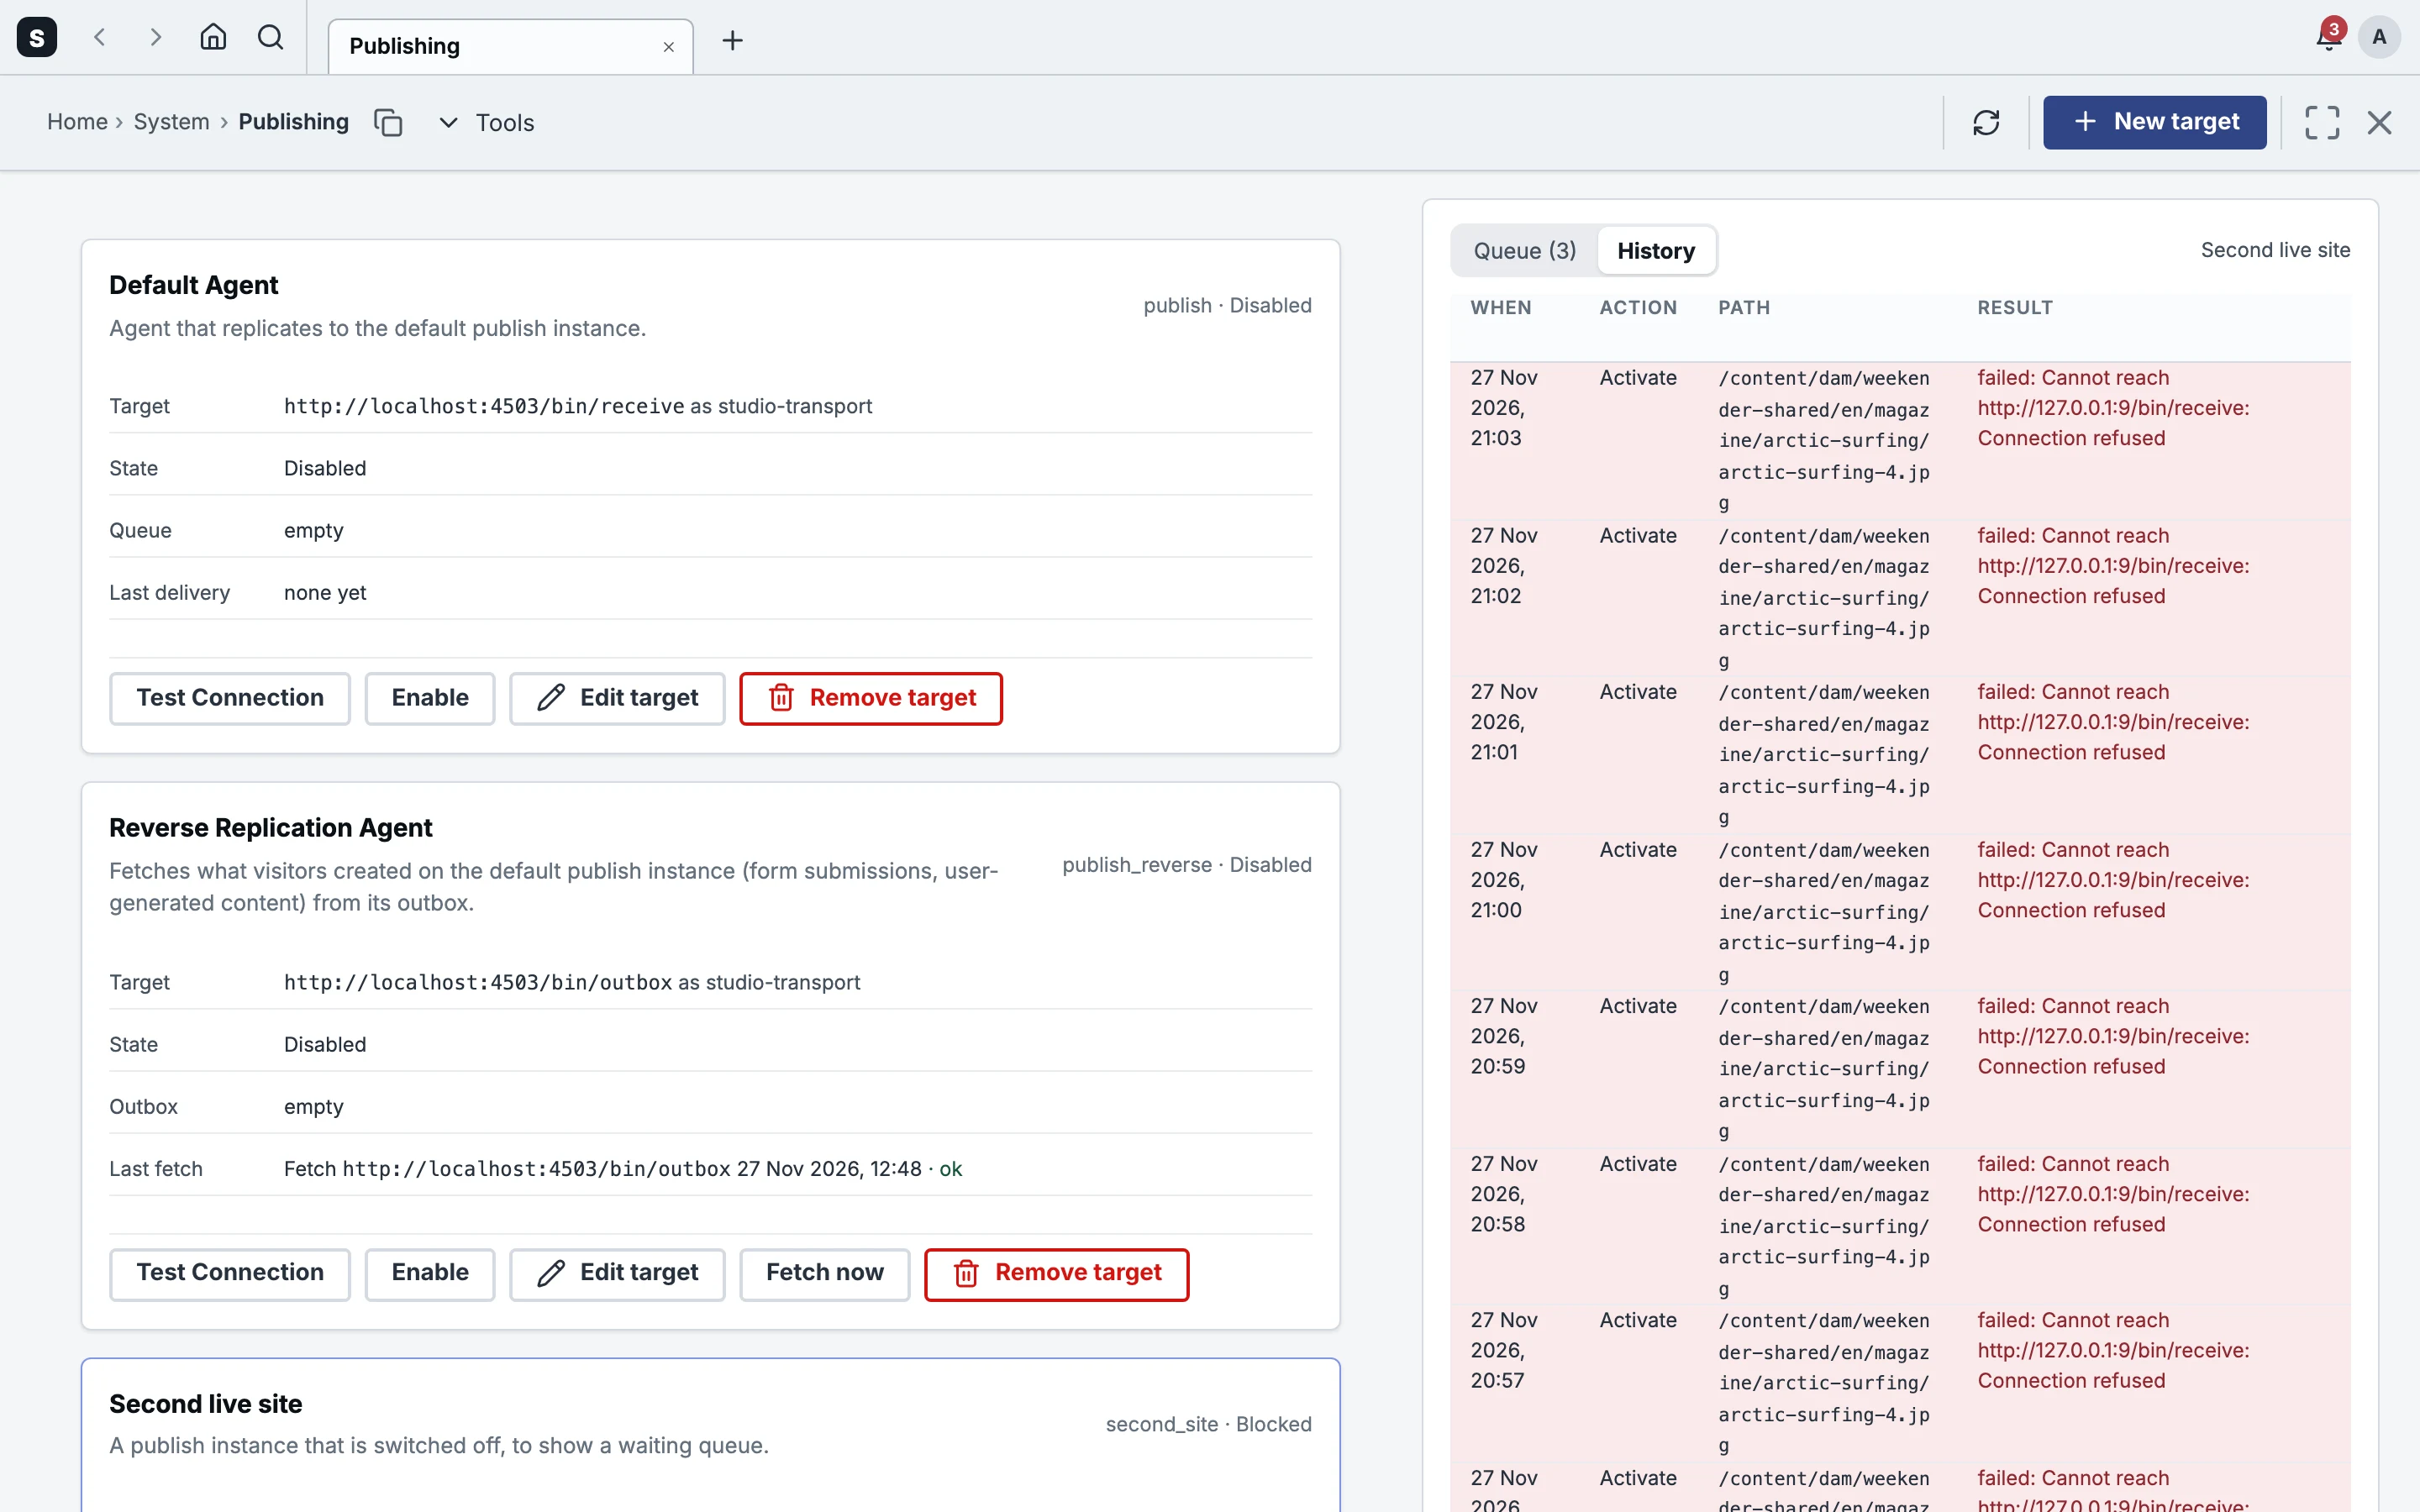 S
Publishing
3
A
Home › System › Publishing
Tools
New target
Default Agent
Agent that replicates to the default publish instance.
publish · Disabled
Target http://localhost:4503/bin/receive as studio-transport
State Disabled
Queue empty
Last delivery none yet
Test Connection
Enable
Edit target
Remove target
Reverse Replication Agent
Fetches what visitors created on the default publish instance (form submissions, user-
generated content) from its outbox.
publish_reverse · Disabled
Target http://localhost:4503/bin/outbox as studio-transport
State Disabled
Outbox empty
Last fetch Fetch http://localhost:4503/bin/outbox 27 Nov 2026, 12:48 · ok
Test Connection
Enable
Edit target
Fetch now
Remove target
Second live site
A publish instance that is switched off, to show a waiting queue.
second_site · Blocked
Queue (3)
History
Second live site
WHEN ACTION PATH RESULT
27 Nov Activate /content/dam/weeken failed: Cannot reach
2026, der-shared/en/magaz http://127.0.0.1:9/bin/receive:
21:03 ine/arctic-surfing/ Connection refused
arctic-surfing-4.jp
g
27 Nov Activate /content/dam/weeken failed: Cannot reach
2026, der-shared/en/magaz http://127.0.0.1:9/bin/receive:
21:02 ine/arctic-surfing/ Connection refused
arctic-surfing-4.jp
g
27 Nov Activate /content/dam/weeken failed: Cannot reach
2026, der-shared/en/magaz http://127.0.0.1:9/bin/receive:
21:01 ine/arctic-surfing/ Connection refused
arctic-surfing-4.jp
g
27 Nov Activate /content/dam/weeken failed: Cannot reach
2026, der-shared/en/magaz http://127.0.0.1:9/bin/receive:
21:00 ine/arctic-surfing/ Connection refused
arctic-surfing-4.jp
g
27 Nov Activate /content/dam/weeken failed: Cannot reach
2026, der-shared/en/magaz http://127.0.0.1:9/bin/receive:
20:59 ine/arctic-surfing/ Connection refused
arctic-surfing-4.jp
g
27 Nov Activate /content/dam/weeken failed: Cannot reach
2026, der-shared/en/magaz http://127.0.0.1:9/bin/receive:
20:58 ine/arctic-surfing/ Connection refused
arctic-surfing-4.jp
g
27 Nov Activate /content/dam/weeken failed: Cannot reach
2026, der-shared/en/magaz http://127.0.0.1:9/bin/receive:
20:57 ine/arctic-surfing/ Connection refused
arctic-surfing-4.jp
g
27 Nov Activate /content/dam/weeken failed: Cannot reach
2026, der-shared/en/magaz http://127.0.0.1:9/bin/receive: